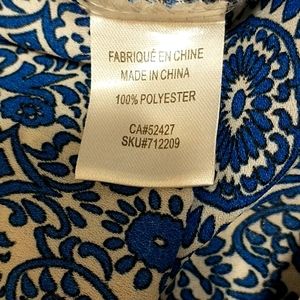 FABRIQUÉ EN CHINE
MADE IN CHINA
100% POLYESTER
CA#52427
SKU#712209